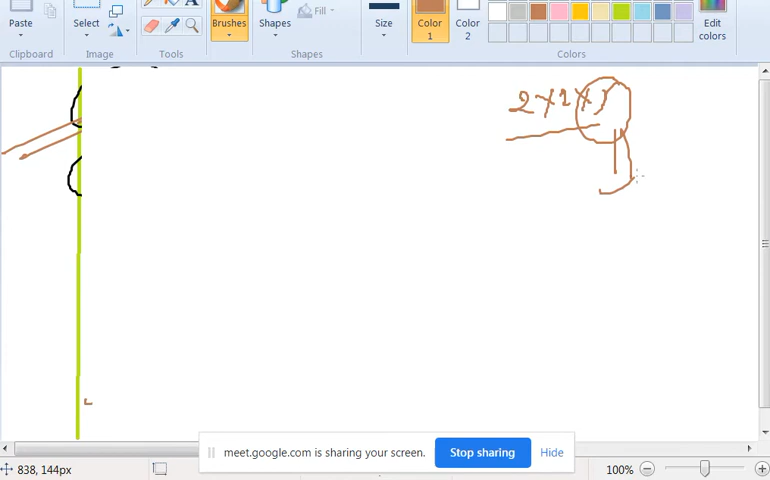 Paste
Select
Brushes
Shapes
Fill
Size
Color 1
Color 2
Edit colors
Clipboard
Image
Tools
Shapes
Colors
2 x 1 x
meet.google.com is sharing your screen.
Stop sharing
Hide
838, 144px
100%